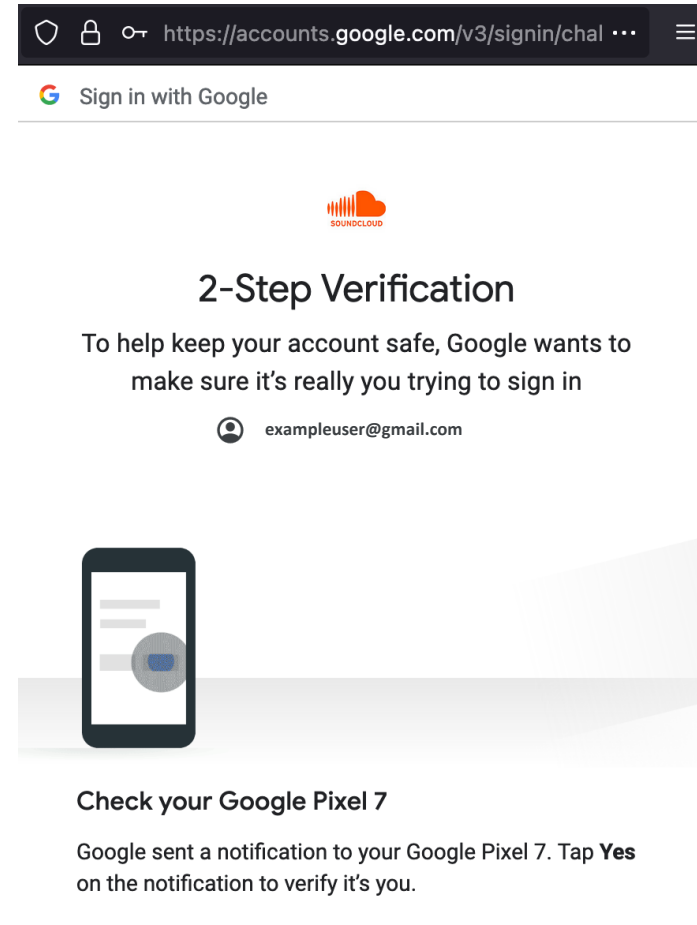 https://accounts.google.com/v3/signin/chal
Sign in with Google
SOUNDCLOUD
2-Step Verification
To help keep your account safe, Google wants to
make sure it’s really you trying to sign in
exampleuser@gmail.com
Check your Google Pixel 7
Google sent a notification to your Google Pixel 7. Tap Yes
on the notification to verify it’s you.